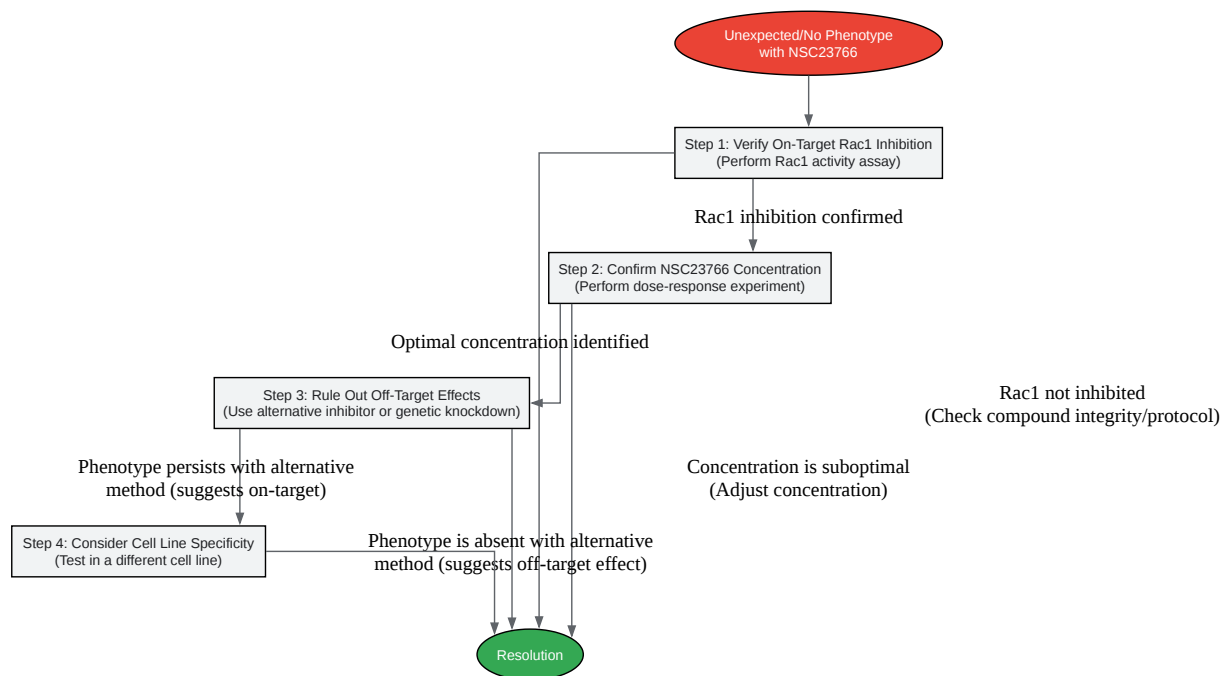 Unexpected/No Phenotype
with NSC23766
Step 1: Verify On-Target Rac1 Inhibition
(Perform Rac1 activity assay)
Rac1 inhibition confirmed
Step 2: Confirm NSC23766 Concentration
(Perform dose-response experiment)
Optimal concentration identified
Step 3: Rule Out Off-Target Effects
(Use alternative inhibitor or genetic knockdown)
Rac1 not inhibited
(Check compound integrity/protocol)
Phenotype persists with alternative
method (suggests on-target)
Concentration is suboptimal
(Adjust concentration)
Step 4: Consider Cell Line Specificity
(Test in a different cell line)
Phenotype is absent with alternative
method (suggests off-target effect)
Resolution